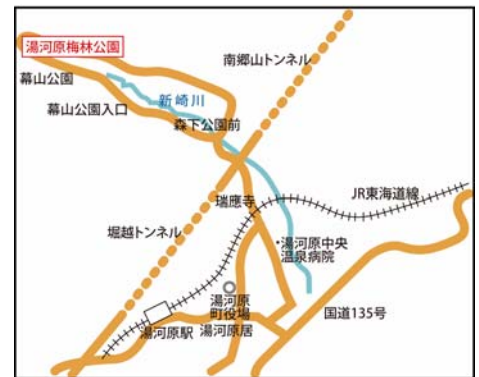 湯河原梅林公園
南郷山トンネル
幕山公園
新崎川
幕山公園入口
森下公園前
JR東海道線
瑞應寺
堀越トンネル
・湯河原中央
温泉病院
湯河原
町役場
国道135号
湯河原駅
湯河原居